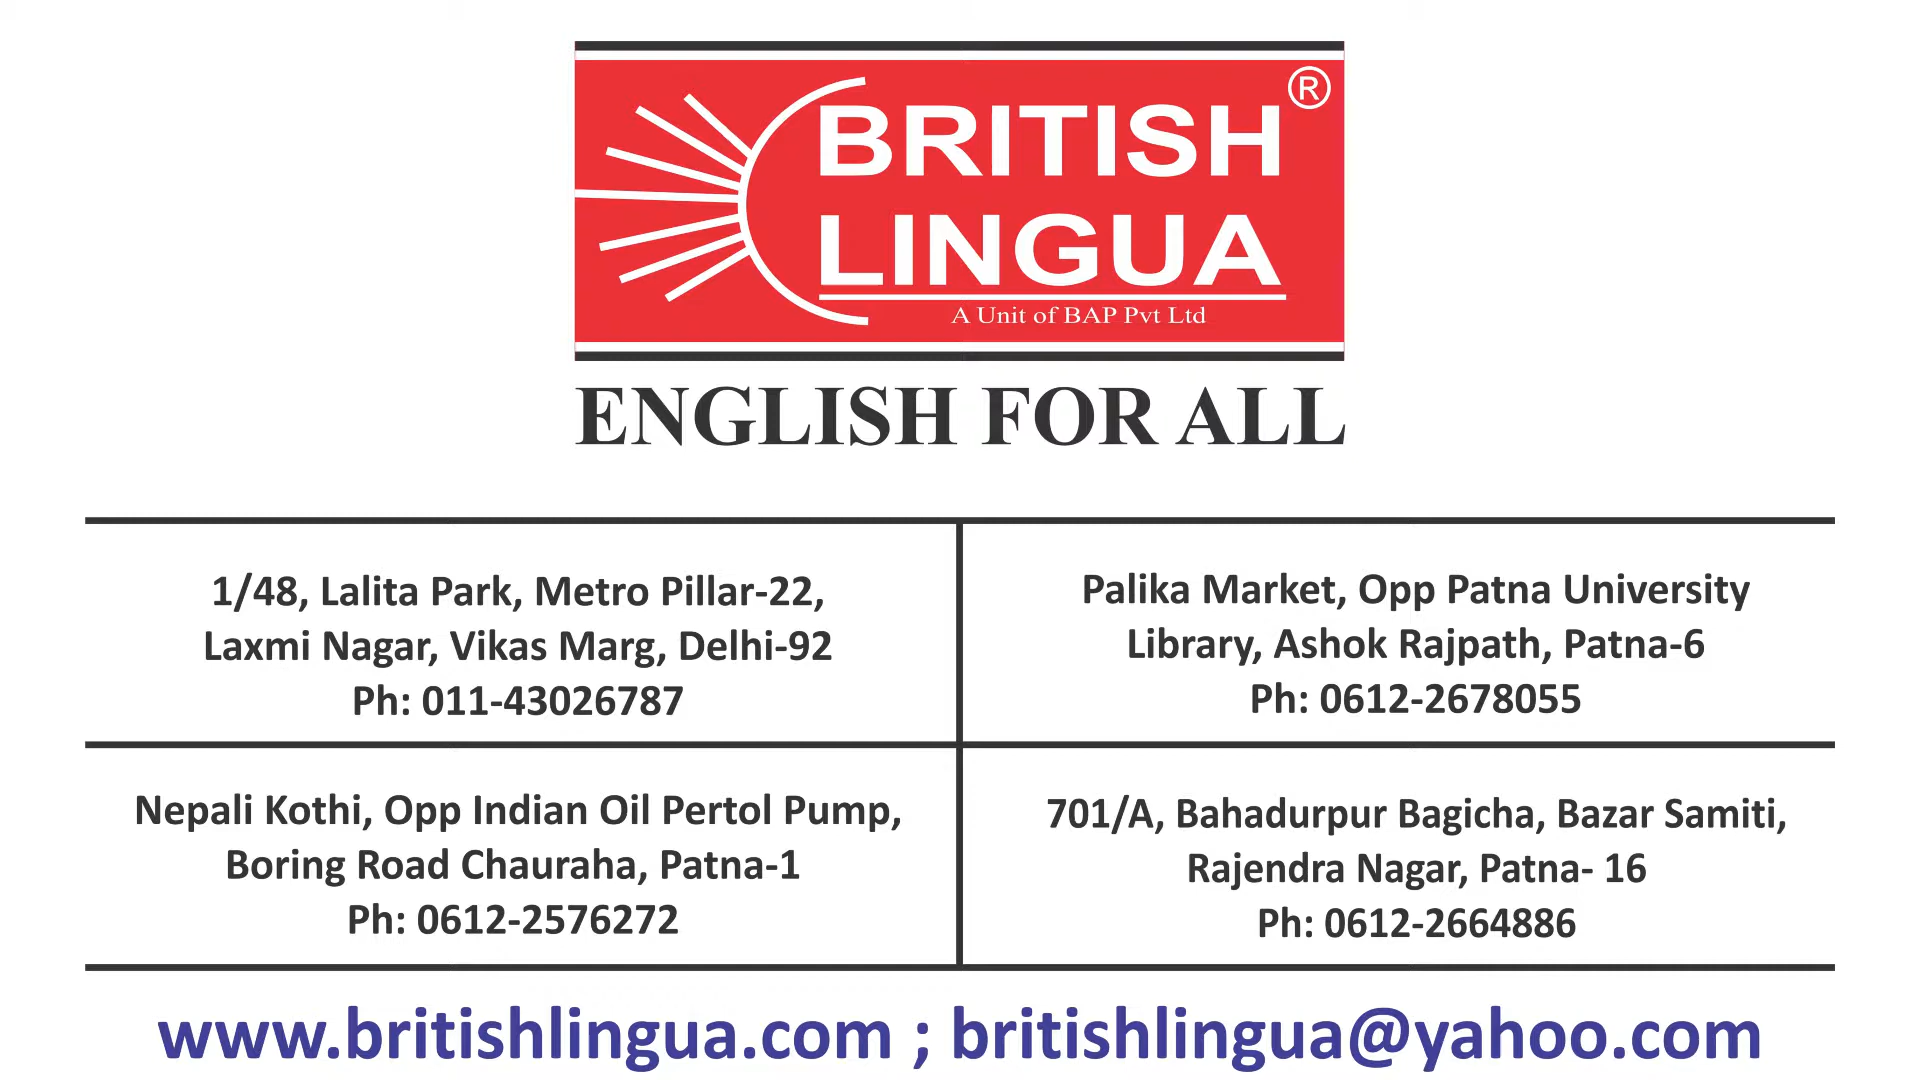 BRITISH ®
LINGUA
A Unit of BAP Pvt Ltd
ENGLISH FOR ALL
1/48, Lalita Park, Metro Pillar-22,
Laxmi Nagar, Vikas Marg, Delhi-92
Ph: 011-43026787
Palika Market, Opp Patna University
Library, Ashok Rajpath, Patna-6
Ph: 0612-2678055
Nepali Kothi, Opp Indian Oil Pertol Pump,
Boring Road Chauraha, Patna-1
Ph: 0612-2576272
701/A, Bahadurpur Bagicha, Bazar Samiti,
Rajendra Nagar, Patna- 16
Ph: 0612-2664886
www.britishlingua.com ; britishlingua@yahoo.com